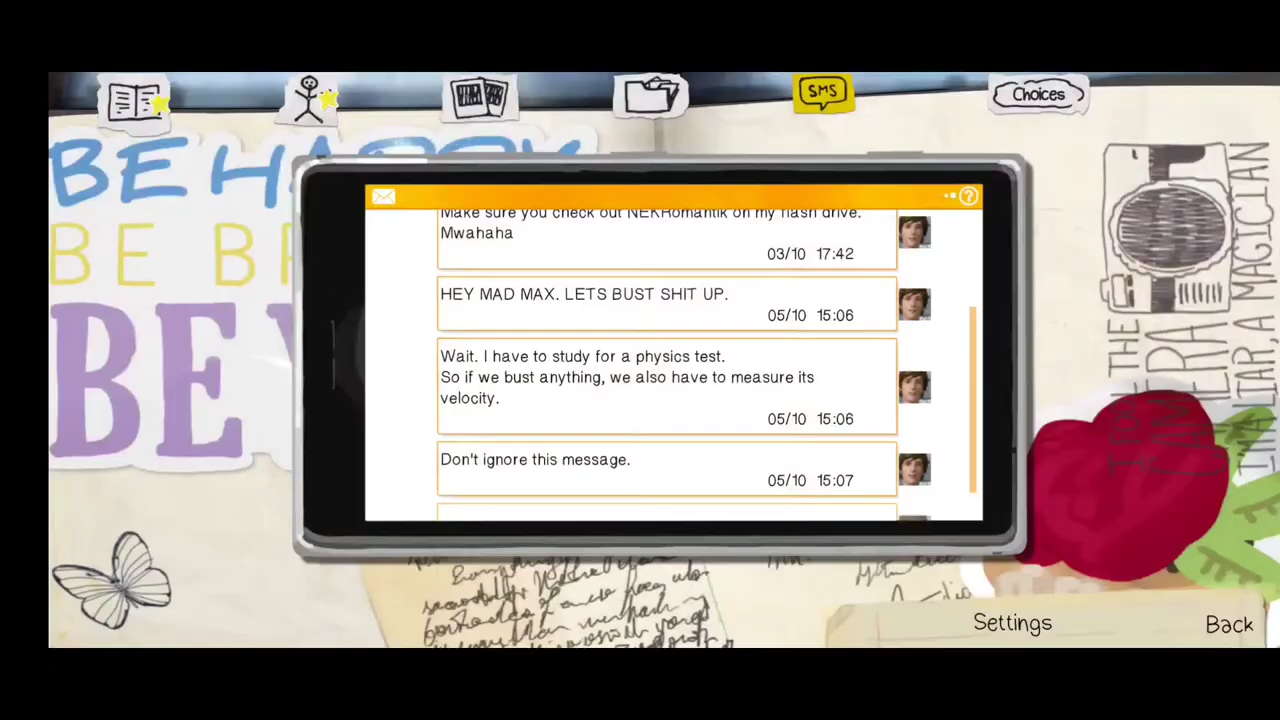 SMS
Choices
BE HAPPY
BE
BE
Make sure you check out NEKRomantik on my flash drive.
Mwahaha
03/10 17:42
HEY MAD MAX. LETS BUST SHIT UP.
05/10 15:06
Wait. I have to study for a physics test.
So if we bust anything, we also have to measure its
velocity.
05/10 15:06
Don't ignore this message.
05/10 15:07
THE
A LIAR, A MAGICIAN
Settings
Back